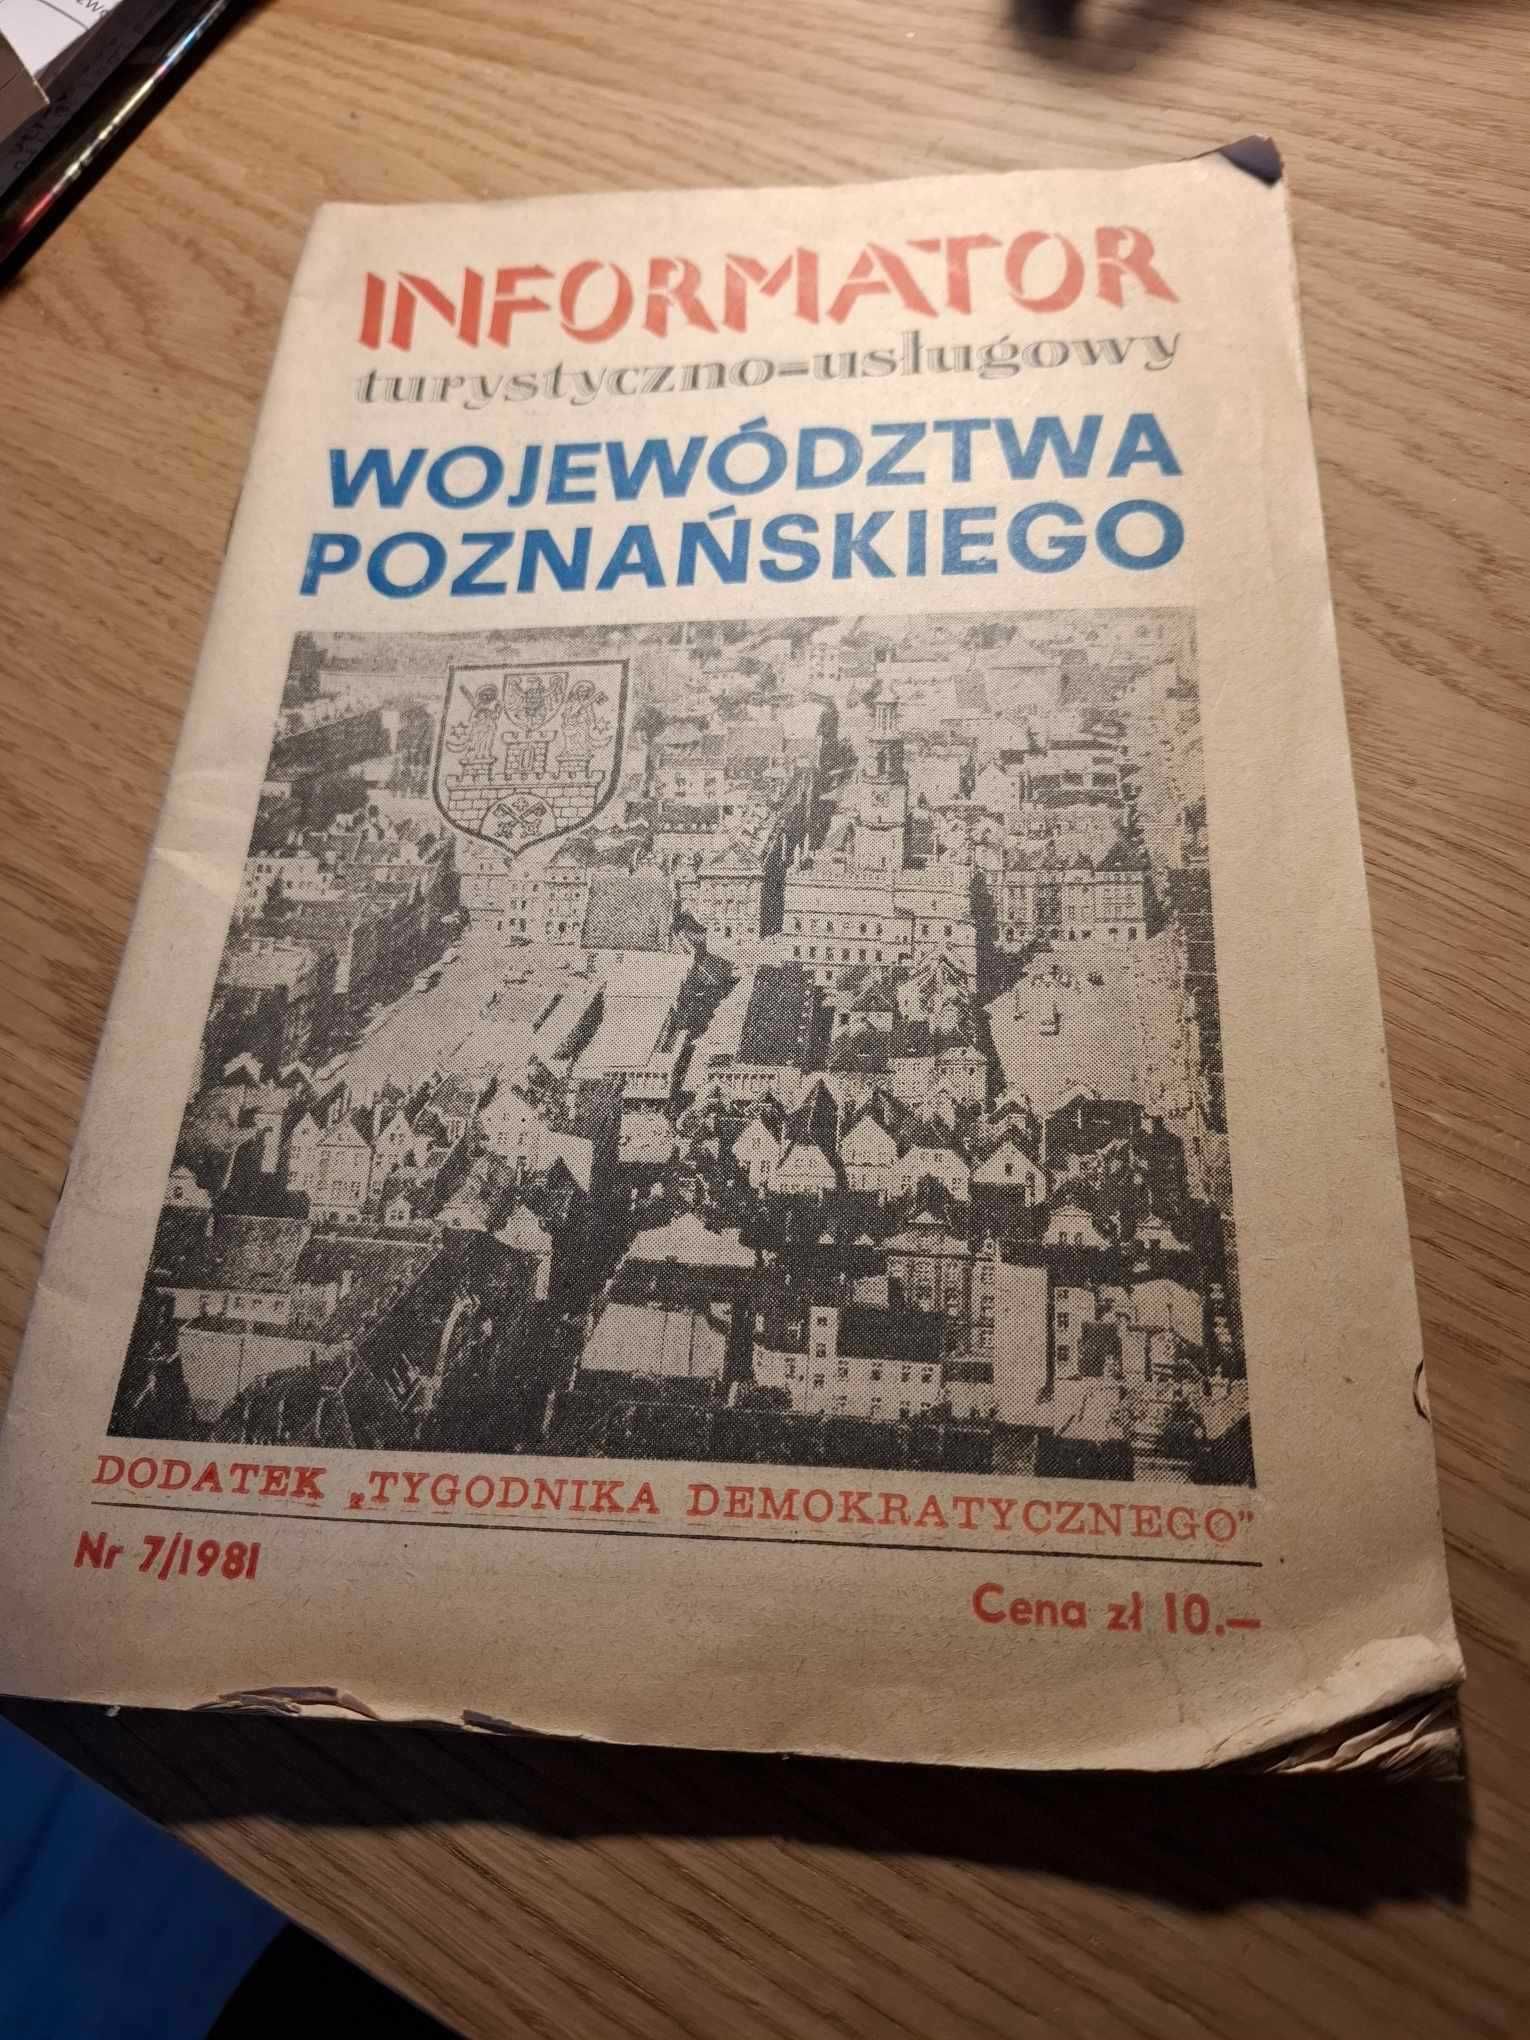 INFORMATOR
turystyczno-usługowy
WOJEWÓDZTWA
POZNAŃSKIEGO
DODATEK „TYGODNIKA DEMOKRATYCZNEGO”
Nr 7/1981
Cena zł 10.—